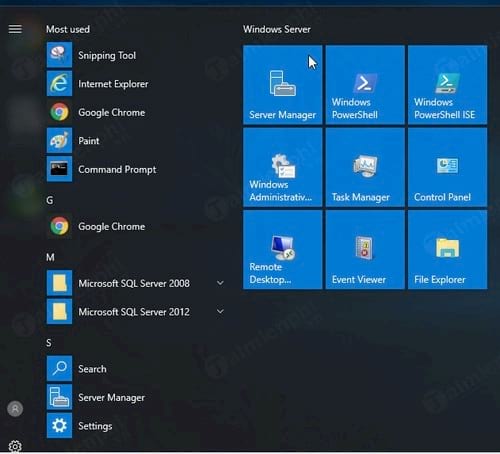 Most used
Snipping Tool
Internet Explorer
Google Chrome
Paint
Command Prompt
G
Google Chrome
M
Microsoft SQL Server 2008
Microsoft SQL Server 2012
S
Search
Server Manager
Settings
Windows Server
Server Manager
Windows
PowerShell
Windows
PowerShell ISE
Windows
Administrativ...
Task Manager
Control Panel
Remote
Desktop...
Event Viewer
File Explorer